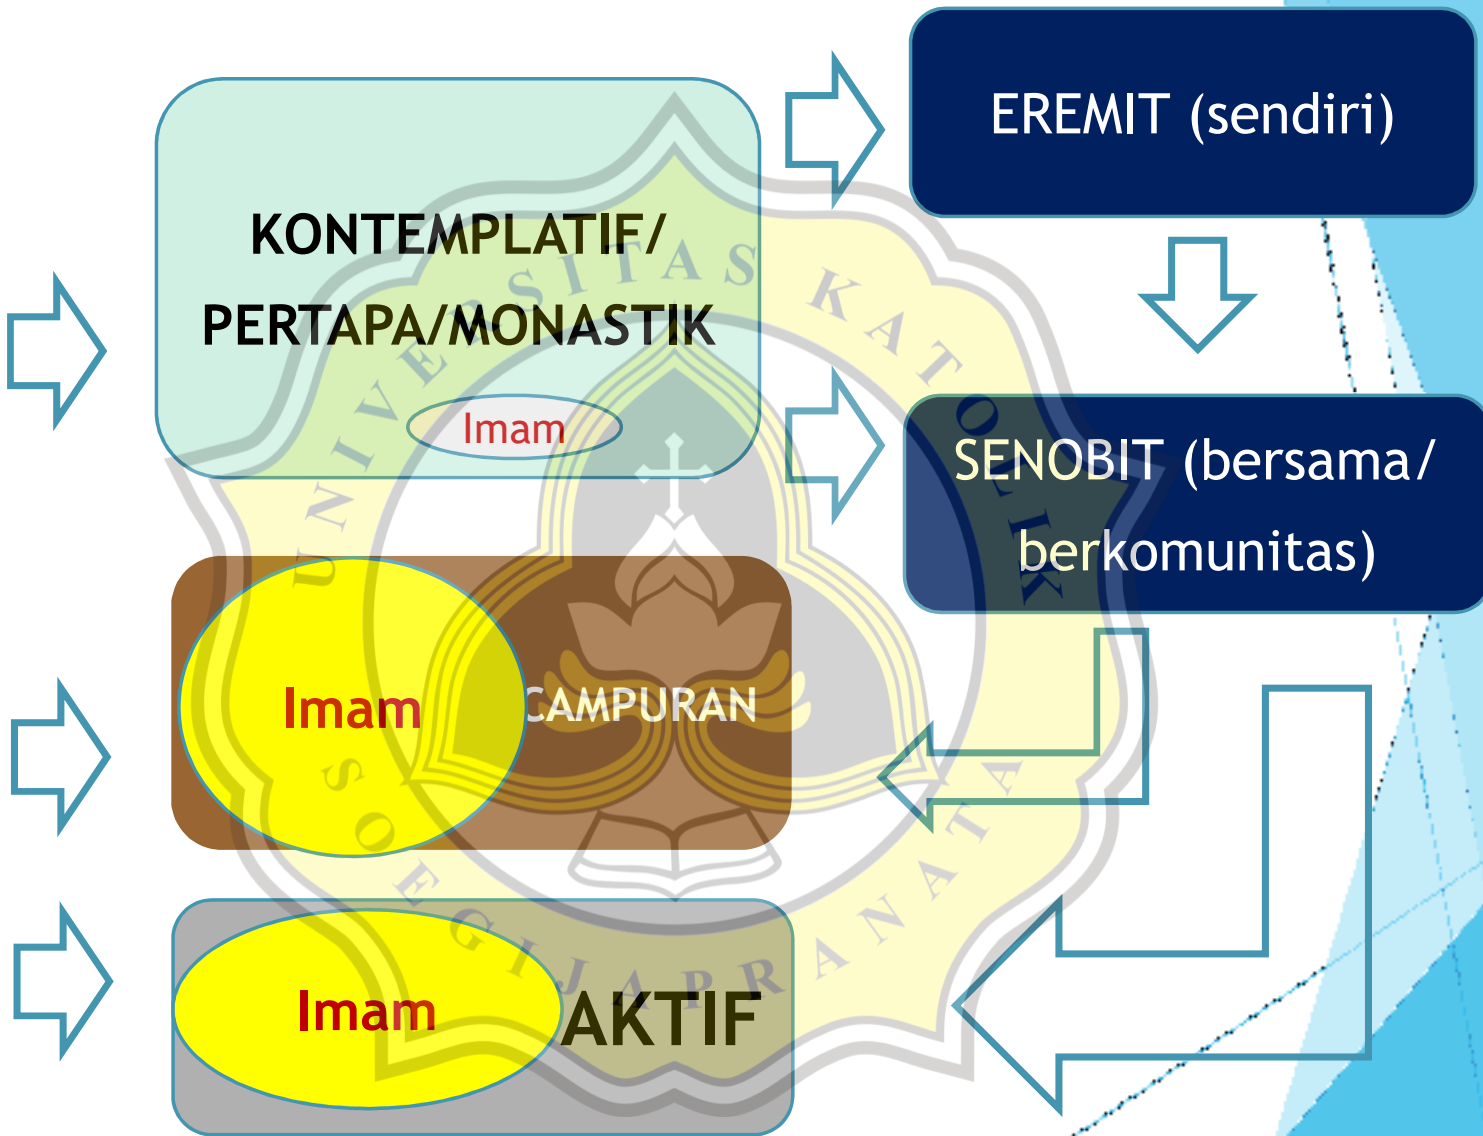 EREMIT (sendiri)
KONTEMPLATIF/
PERTAPA/MONASTIK
Imam
SENOBIT (bersama/
berkomunitas)
Imam
CAMPURAN
Imam
AKTIF
UNIVERSITAS KATOLIK
SOEGIJAPRANATA